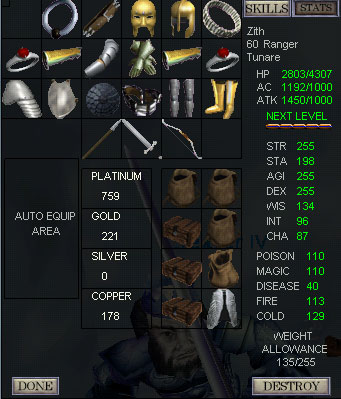 SKILLS STATS
Zith
60 Ranger
Tunare
HP 2803/4307
AC 1192/1000
ATK 1450/1000
NEXT LEVEL
STR 255
STA 198
AGI 255
DEX 255
WIS 134
INT 96
CHA 87
POISON 110
MAGIC 110
DISEASE 40
FIRE 113
COLD 129
WEIGHT
ALLOWANCE
135/255
AUTO EQUIP
AREA
PLATINUM
759
GOLD
221
SILVER
0
COPPER
178
IV
DONE
DESTROY